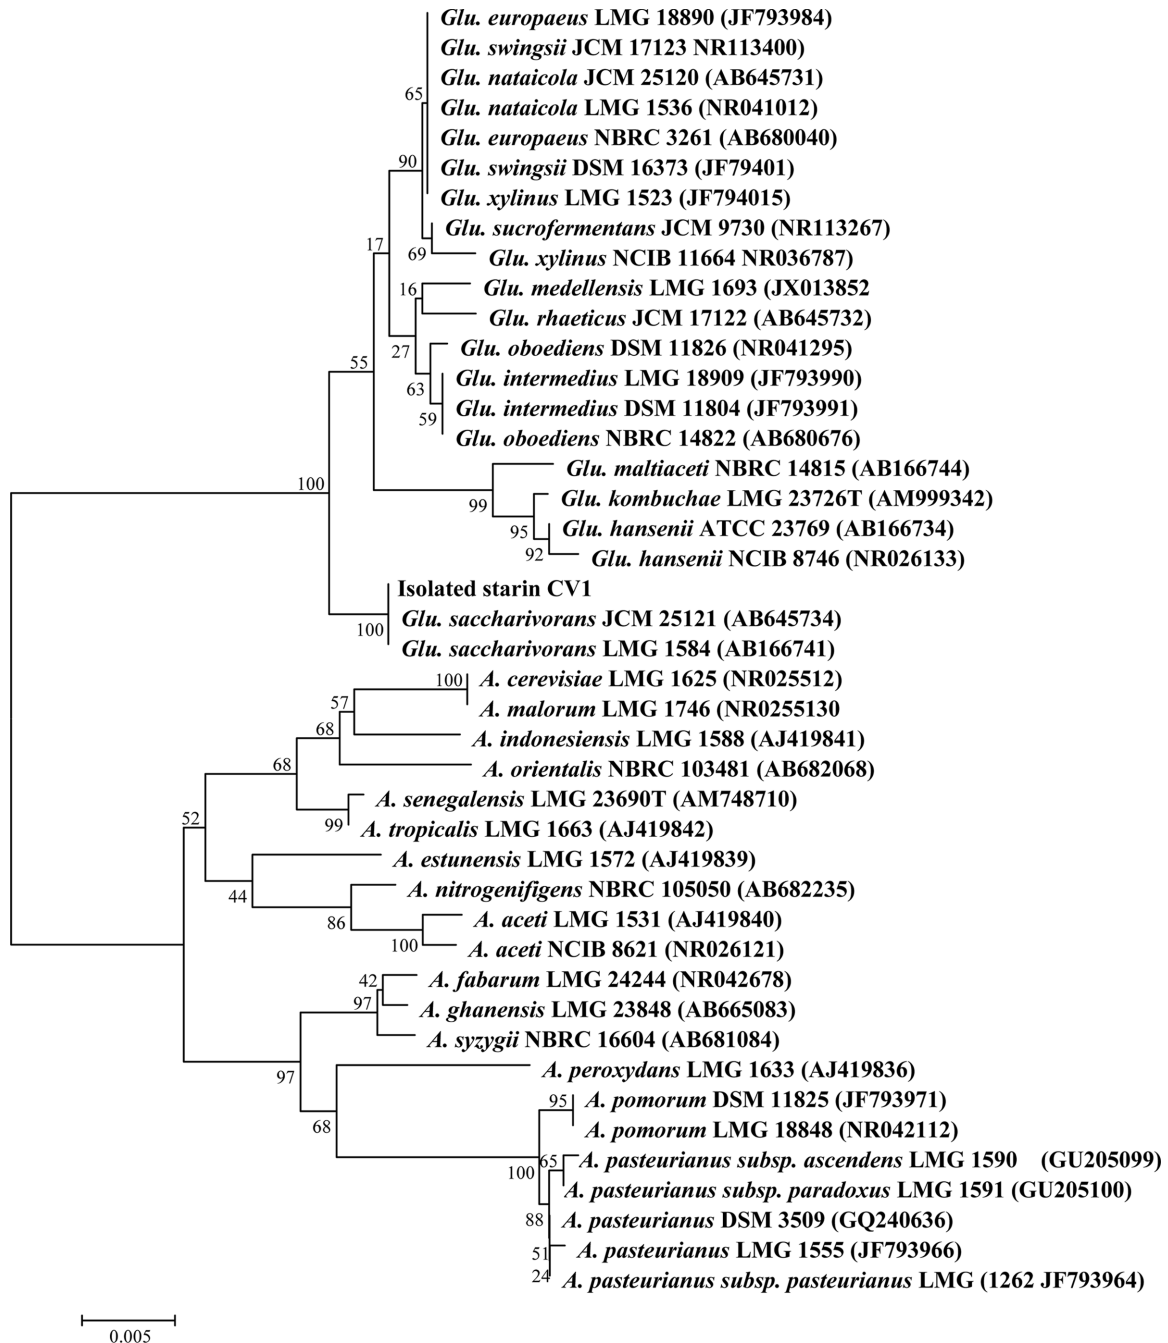 Glu. europaeus LMG 18890 (JF793984)
Glu. swingsii JCM 17123 NR113400)
Glu. nataicola JCM 25120 (AB645731)
65
Glu. nataicola LMG 1536 (NR041012)
Glu. europaeus NBRC 3261 (AB680040)
90
Glu. swingsii DSM 16373 (JF79401)
Glu. xylinus LMG 1523 (JF794015)
Glu. sucrofermentans JCM 9730 (NR113267)
17
69
Glu. xylinus NCIB 11664 NR036787)
16
Glu. medellensis LMG 1693 (JX013852
Glu. rhaeticus JCM 17122 (AB645732)
27
Glu. oboediens DSM 11826 (NR041295)
55
Glu. intermedius LMG 18909 (JF793990)
63
Glu. intermedius DSM 11804 (JF793991)
59
Glu. oboediens NBRC 14822 (AB680676)
Glu. maltiaceti NBRC 14815 (AB166744)
100
99
Glu. kombuchae LMG 23726T (AM999342)
95
Glu. hansenii ATCC 23769 (AB166734)
92
Glu. hansenii NCIB 8746 (NR026133)
Isolated starin CV1
Glu. saccharivorans JCM 25121 (AB645734)
100
Glu. saccharivorans LMG 1584 (AB166741)
100
A. cerevisiae LMG 1625 (NR025512)
57
A. malorum LMG 1746 (NR0255130
68
A. indonesiensis LMG 1588 (AJ419841)
68
A. orientalis NBRC 103481 (AB682068)
A. senegalensis LMG 23690T (AM748710)
52
99
A. tropicalis LMG 1663 (AJ419842)
A. estunensis LMG 1572 (AJ419839)
44
A. nitrogenifigens NBRC 105050 (AB682235)
86
A. aceti LMG 1531 (AJ419840)
100
A. aceti NCIB 8621 (NR026121)
42
A. fabarum LMG 24244 (NR042678)
97
A. ghanensis LMG 23848 (AB665083)
A. syzygii NBRC 16604 (AB681084)
97
A. peroxydans LMG 1633 (AJ419836)
95
A. pomorum DSM 11825 (JF793971)
68
A. pomorum LMG 18848 (NR042112)
100
65
A. pasteurianus subsp. ascendens LMG 1590 (GU205099)
A. pasteurianus subsp. paradoxus LMG 1591 (GU205100)
88
A. pasteurianus DSM 3509 (GQ240636)
51
A. pasteurianus LMG 1555 (JF793966)
24
A. pasteurianus subsp. pasteurianus LMG (1262 JF793964)
0.005